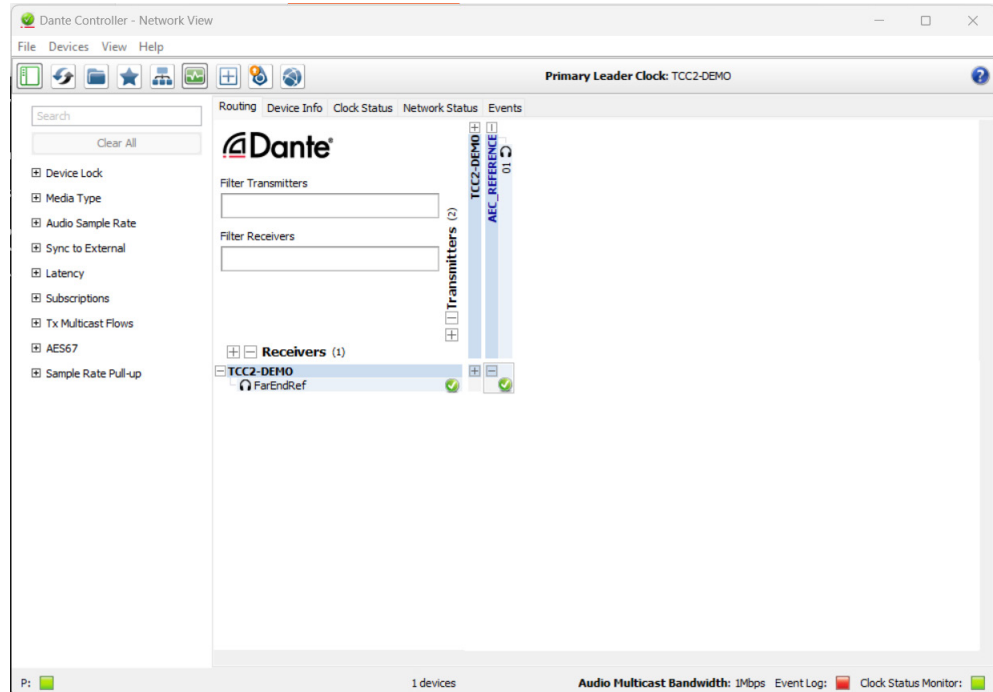 Dante Controller - Network View
File Devices View Help
Primary Leader Clock: TCC2-DEMO
Search
Clear All
Device Lock
Media Type
Audio Sample Rate
Sync to External
Latency
Subscriptions
Tx Multicast Flows
AES67
Sample Rate Pull-up
Routing Device Info Clock Status Network Status Events
Dante®
Filter Transmitters
Filter Receivers
Transmitters (2)
TCC2-DEMO
AEC_REFERENCE
01
Receivers (1)
TCC2-DEMO
FarEndRef
P:
1 devices
Audio Multicast Bandwidth: 1Mbps Event Log: Clock Status Monitor: